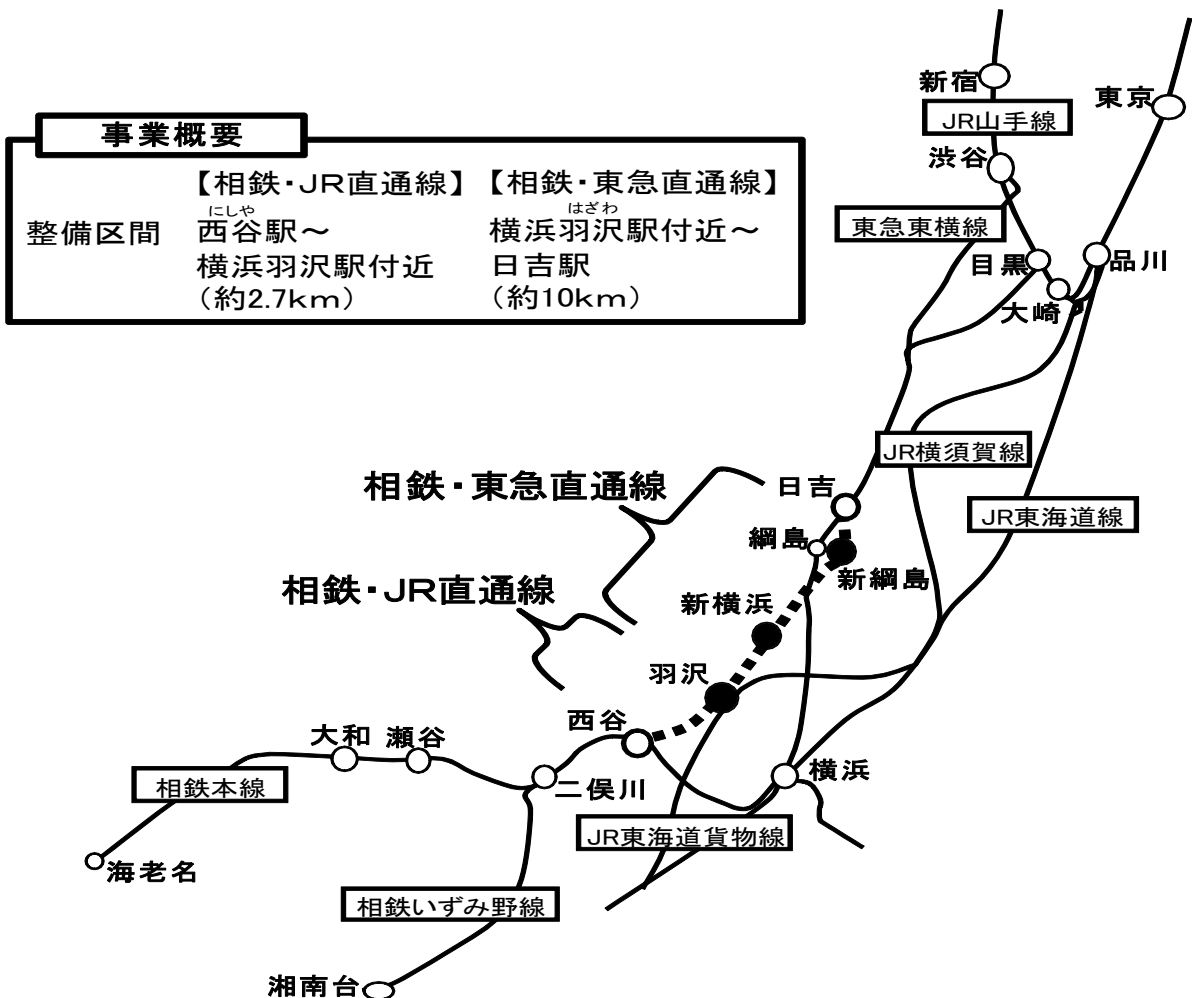 事業概要
【相鉄・JR直通線】 【相鉄・東急直通線】
整備区間
にしや
西谷駅～
横浜羽沢駅付近
（約2.7km）
はざわ
横浜羽沢駅付近～
日吉駅
（約10km）
新宿
東京
JR山手線
渋谷
東急東横線
目黒
品川
大崎
JR横須賀線
相鉄・東急直通線
日吉
JR東海道線
綱島
新綱島
相鉄・JR直通線
新横浜
羽沢
西谷
大和
瀬谷
二俣川
横浜
相鉄本線
JR東海道貨物線
海老名
相鉄いずみ野線
湘南台